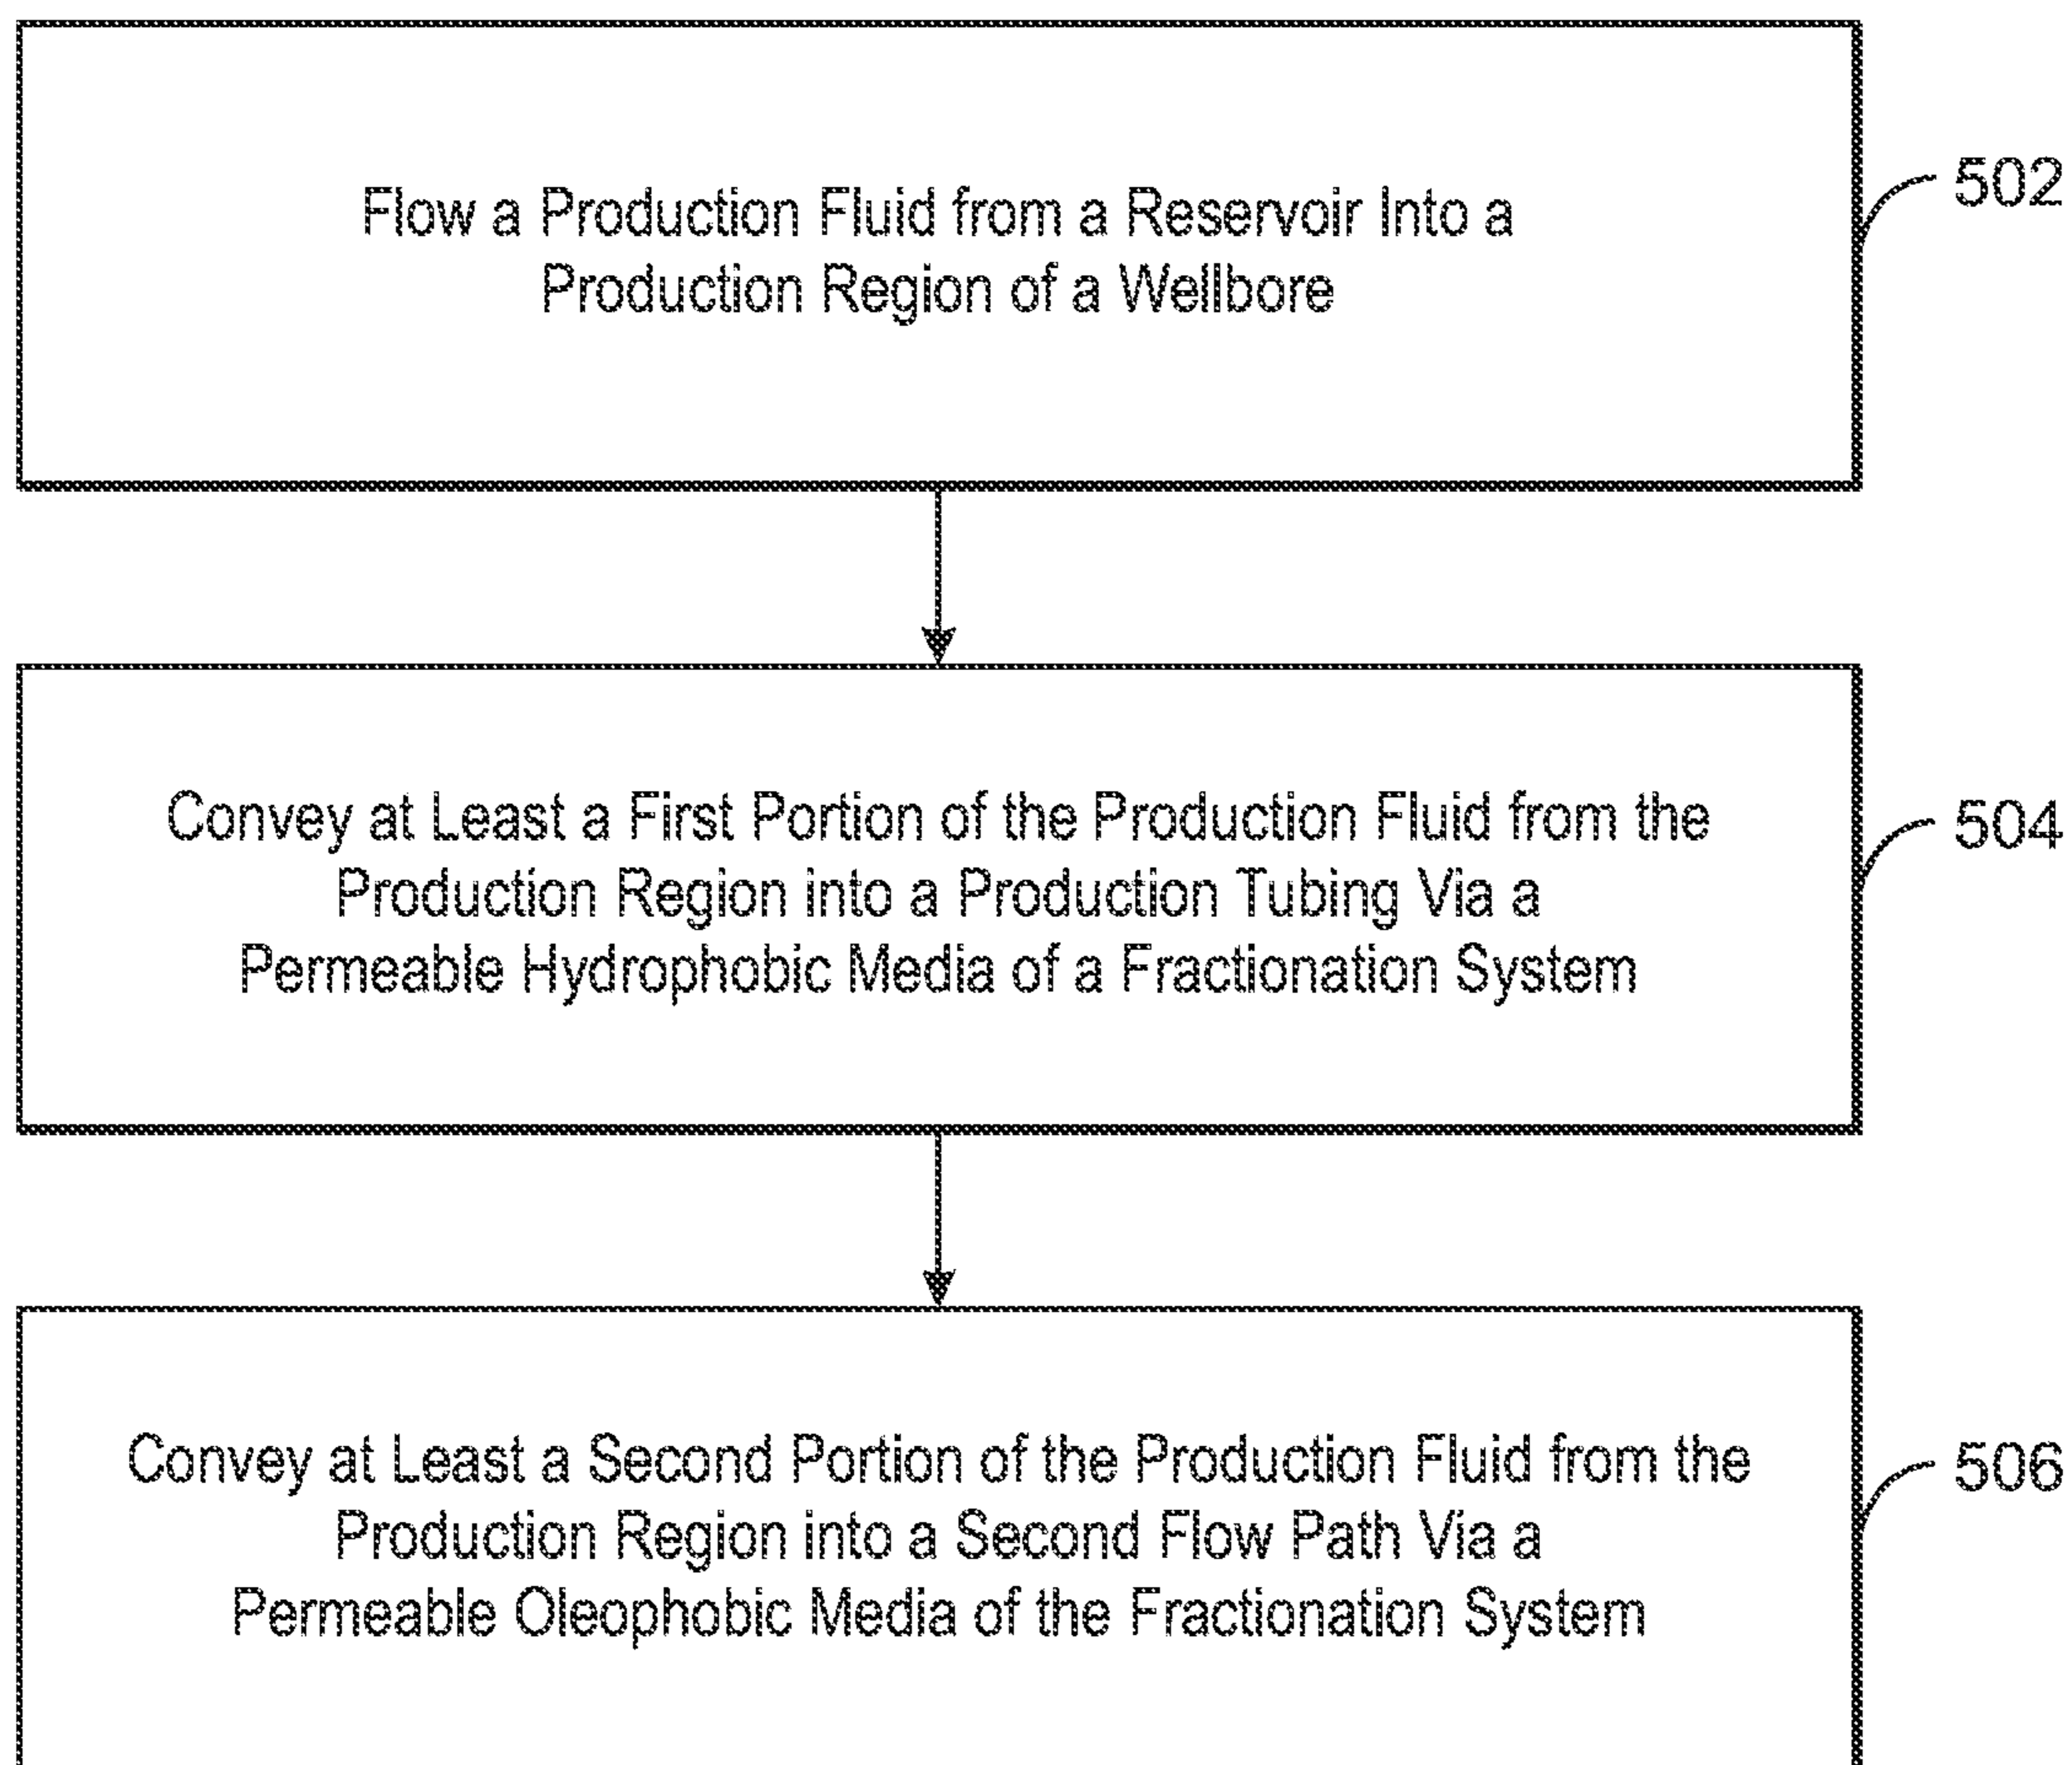 Flow a Production Fluid from a Reservoir Into a
Production Region of a Wellbore
502
Convey at Least a First Portion of the Production Fluid from the
Production Region into a Production Tubing Via a
Permeable Hydrophobic Media of a Fractionation System
504
Convey at Least a Second Portion of the Production Fluid from the
Production Region into a Second Flow Path Via a
Permeable Oleophobic Media of the Fractionation System
506